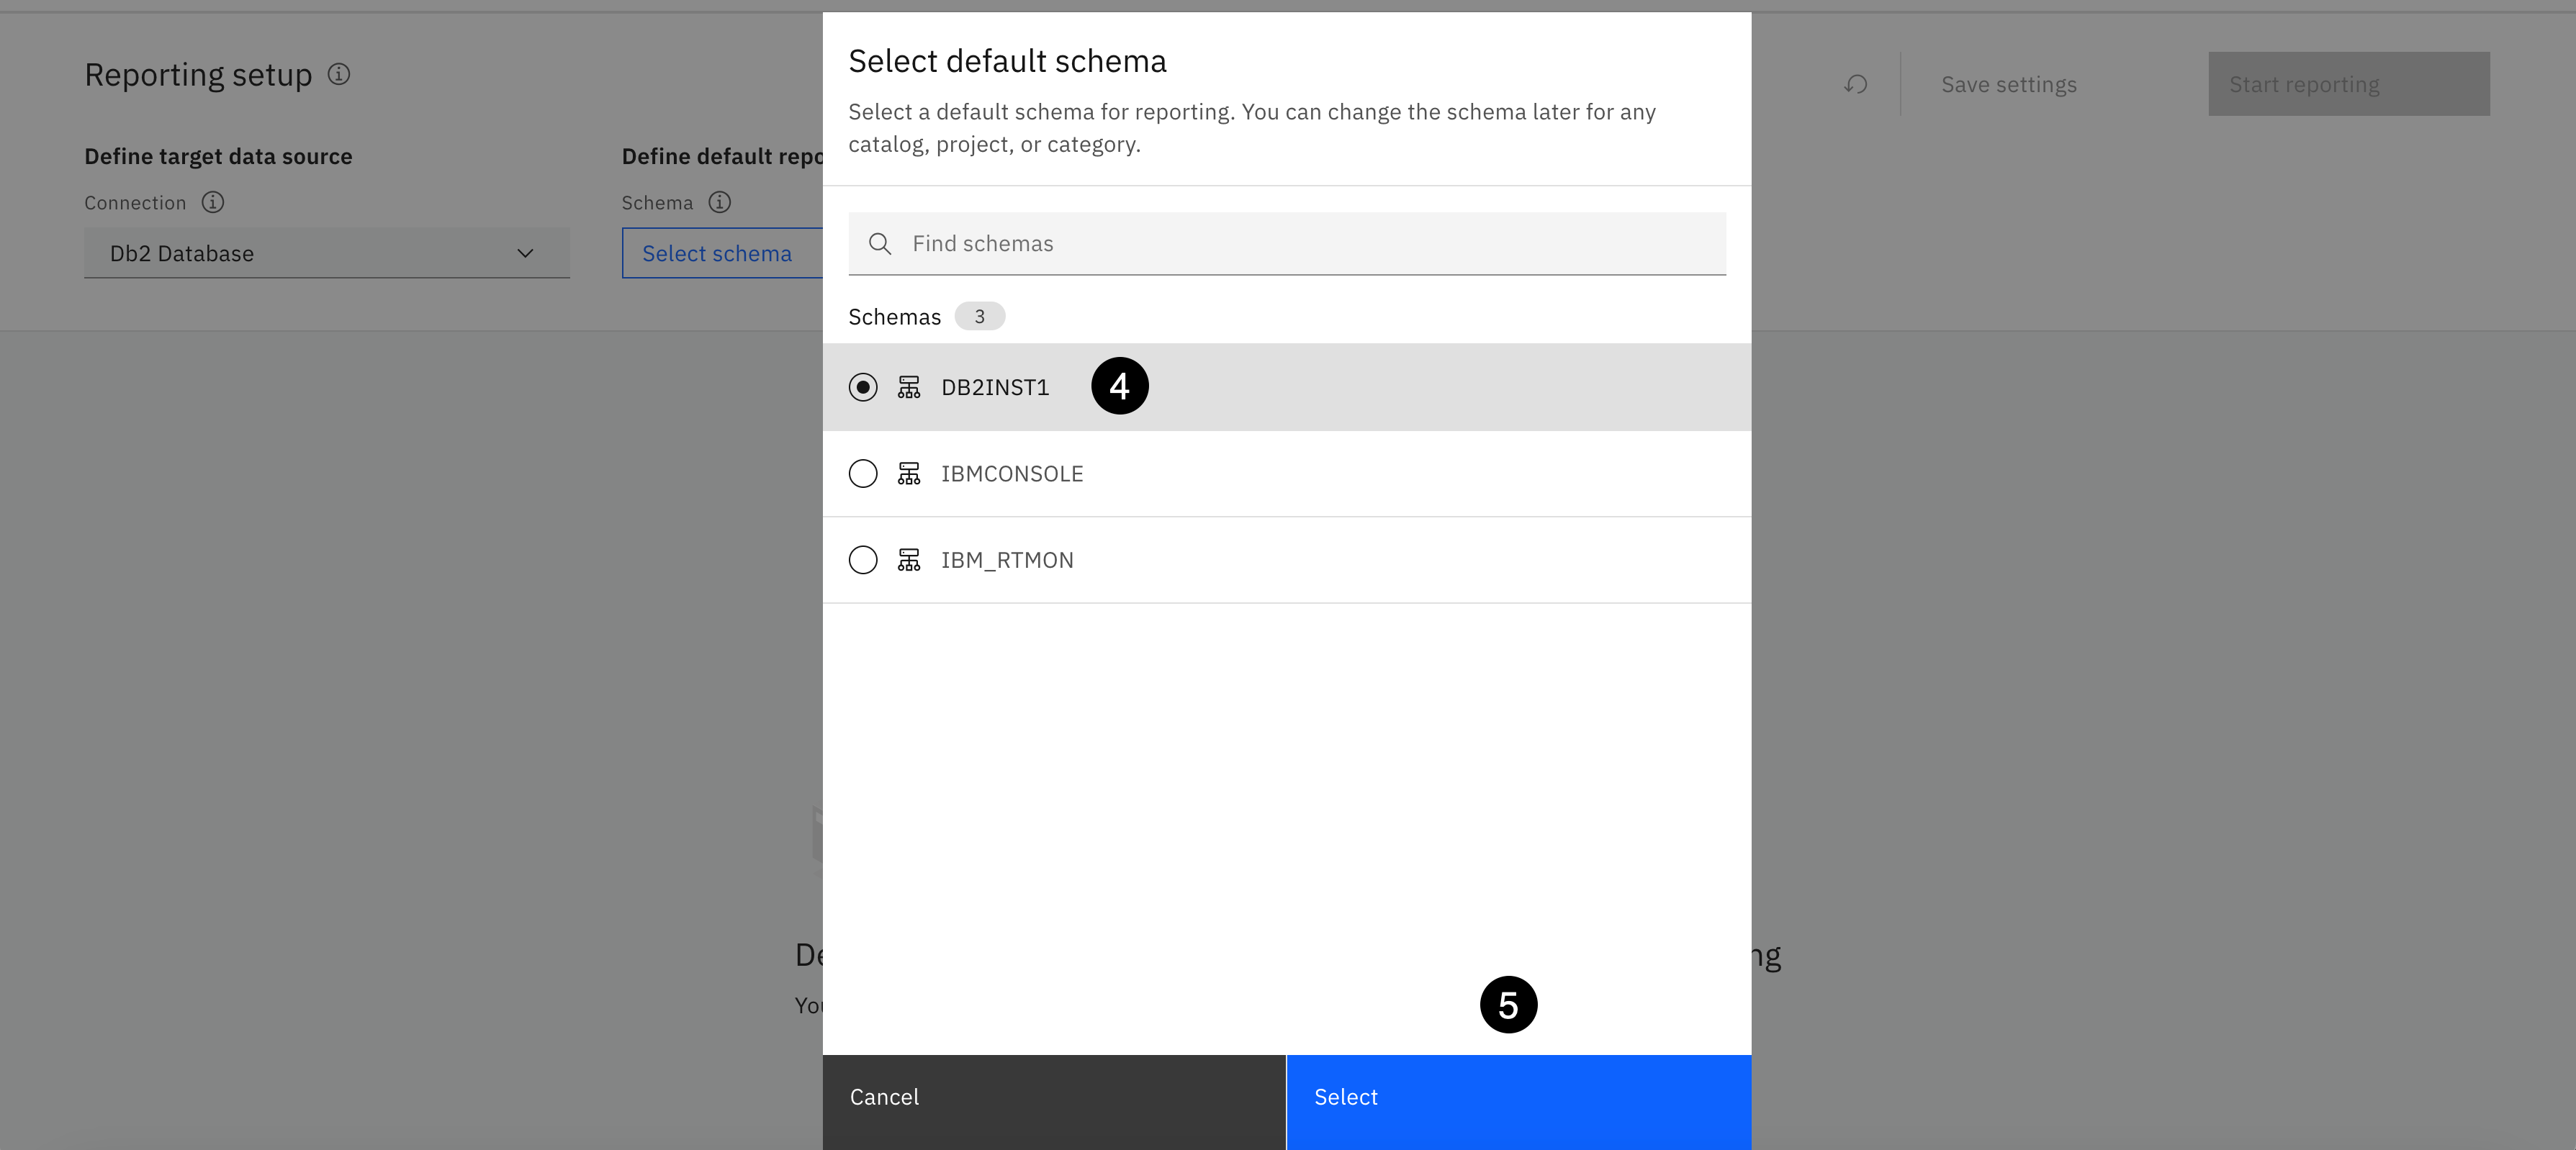 Reporting setup
Save settings
Start reporting
Define target data source
Define default repo
Connection
Schema
Db2 Database
Select schema
Select default schema
Select a default schema for reporting. You can change the schema later for any
catalog, project, or category.
Find schemas
Schemas 3
DB2INST1 4
IBMCONSOLE
IBM_RTMON
De
ng
You
5
Cancel
Select